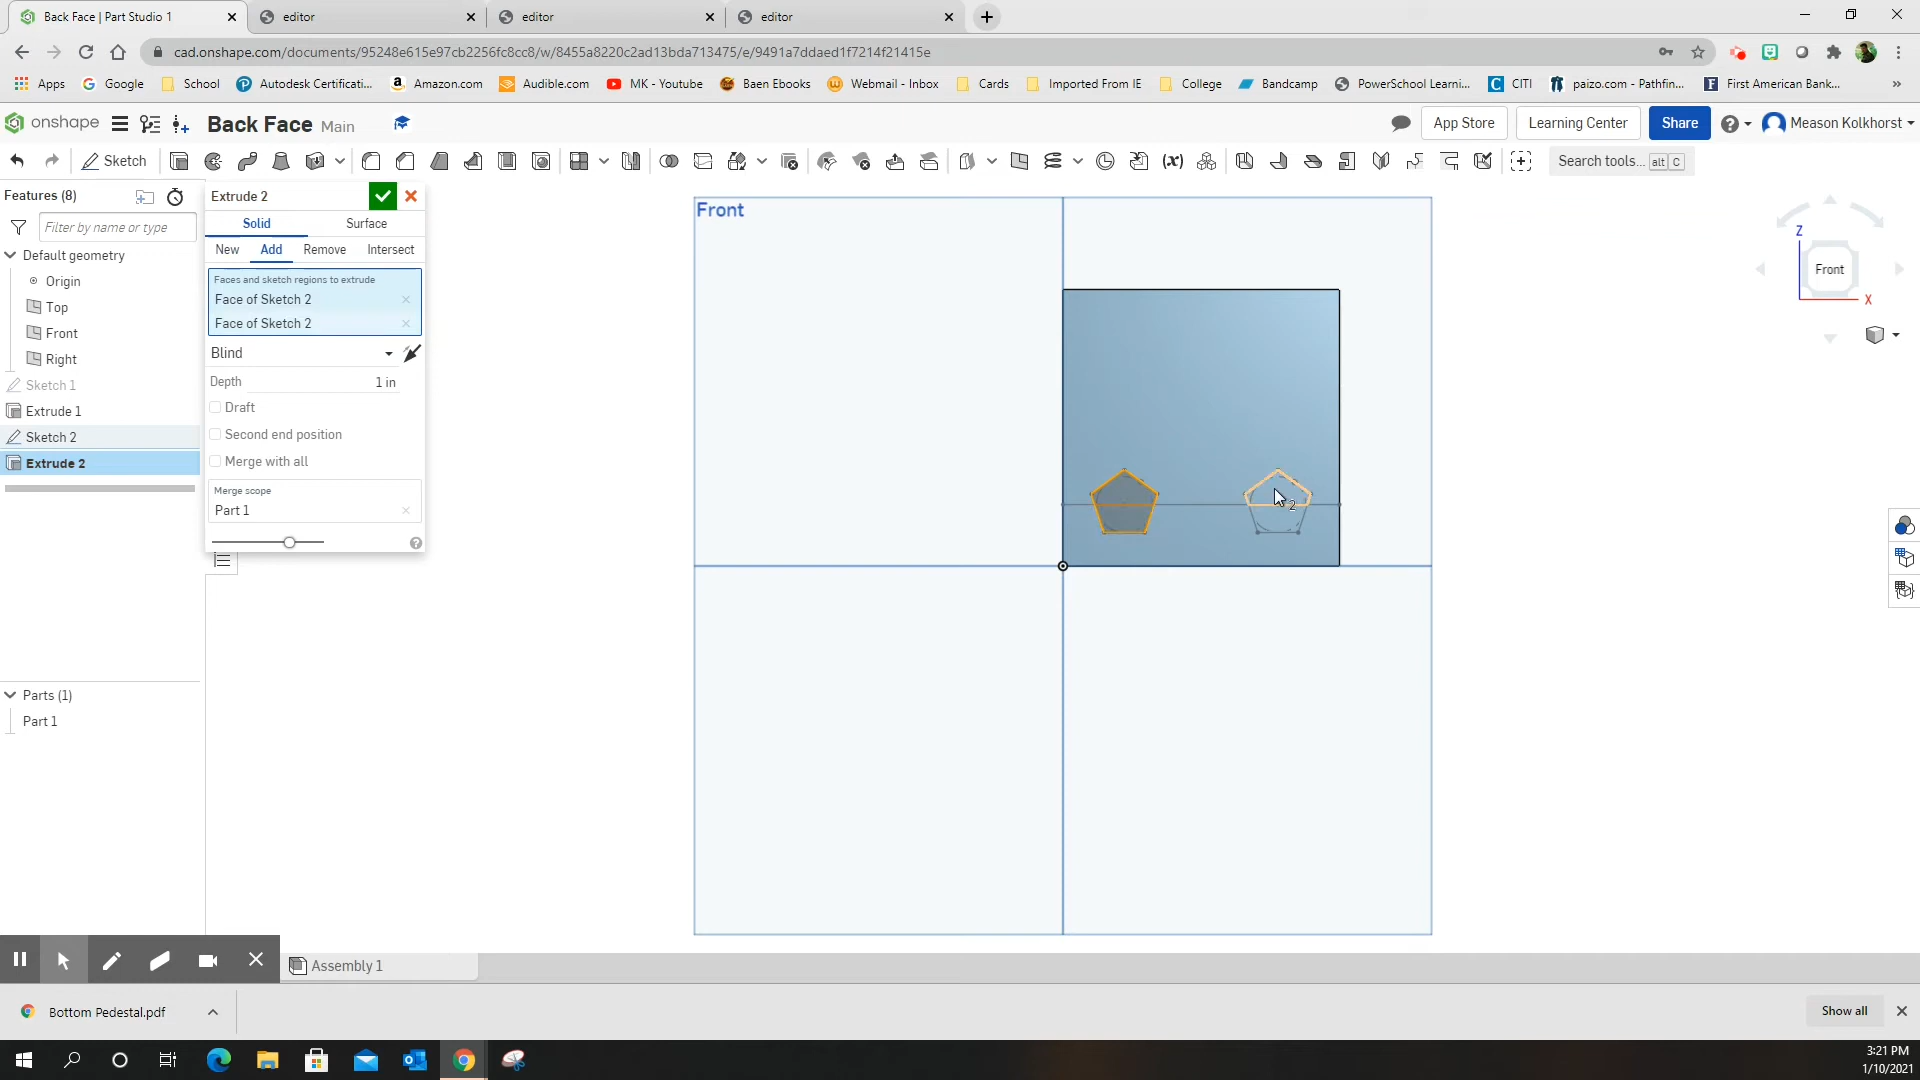 Back Face | Part Studio 1
editor
editor
editor
cad.onshape.com/documents/95248e615e97cb2256fc8cc8/w/8455a8220c2ad13bda713475/e/9491a7ddaed1f7214f21415e
Apps
Google
School
Autodesk Certificati...
Amazon.com
Audible.com
MK - Youtube
Baen Ebooks
Webmail - Inbox
Cards
Imported From IE
College
Bandcamp
PowerSchool Learni...
CITI
paizo.com - Pathfin...
First American Bank...
»
onshape
Back Face Main
App Store
Learning Center
Share
Meason Kolkhorst
Sketch
Search tools... alt C
Features (8)
Filter by name or type
Default geometry
Origin
Top
Front
Right
Sketch 1
Extrude 1
Sketch 2
Extrude 2
Extrude 2
Solid
Surface
New
Add
Remove
Intersect
Faces and sketch regions to extrude
Face of Sketch 2
Face of Sketch 2
Blind
Depth
1 in
Draft
Second end position
Merge with all
Merge scope
Part 1
Front
2
Z
Front
X
Parts (1)
Part 1
Assembly 1
Bottom Pedestal.pdf
Show all
3:21 PM
1/10/2021